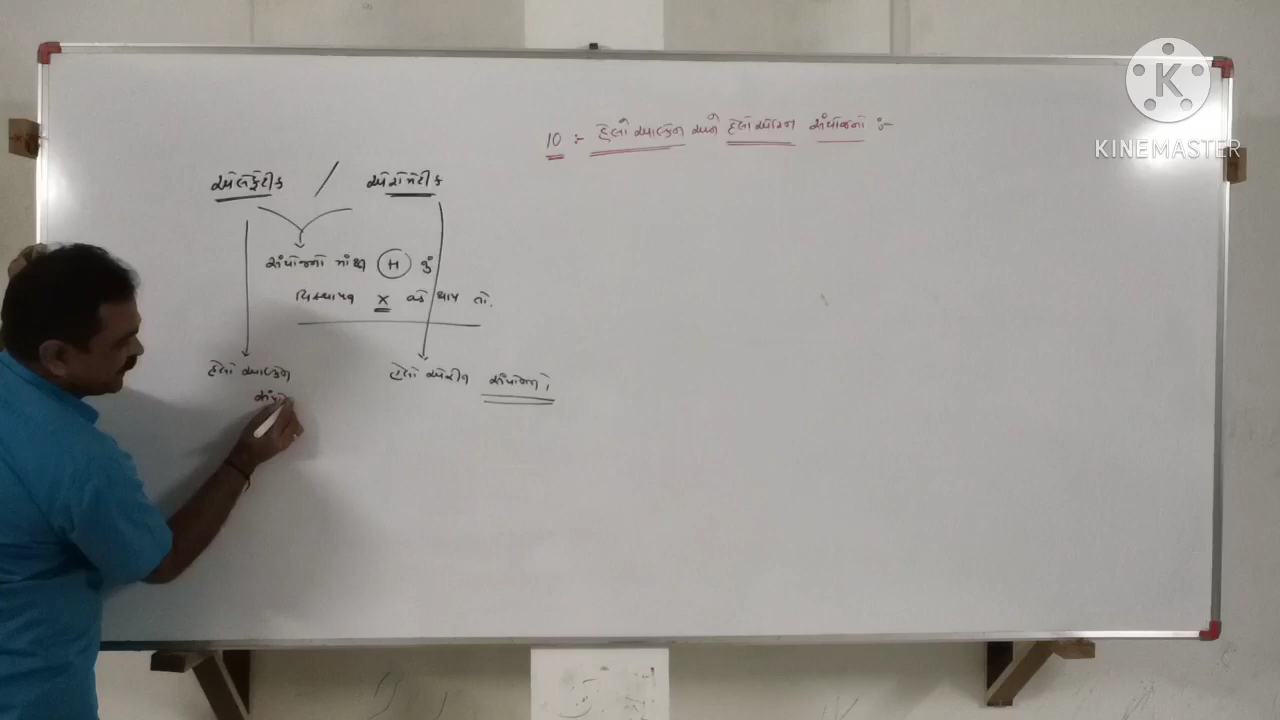 10 :- હેલોઆલ્કેન અને હેલોએરિન સંયોજનો :-
એલિફેટીક / એરોમેટીક
સંયોજનો માંથી H નું
વિસ્થાપન X વડે થાય તો.
હેલો આલ્કેન
હેલો એરીન સંયોજનો
સંયો
KINEMASTER